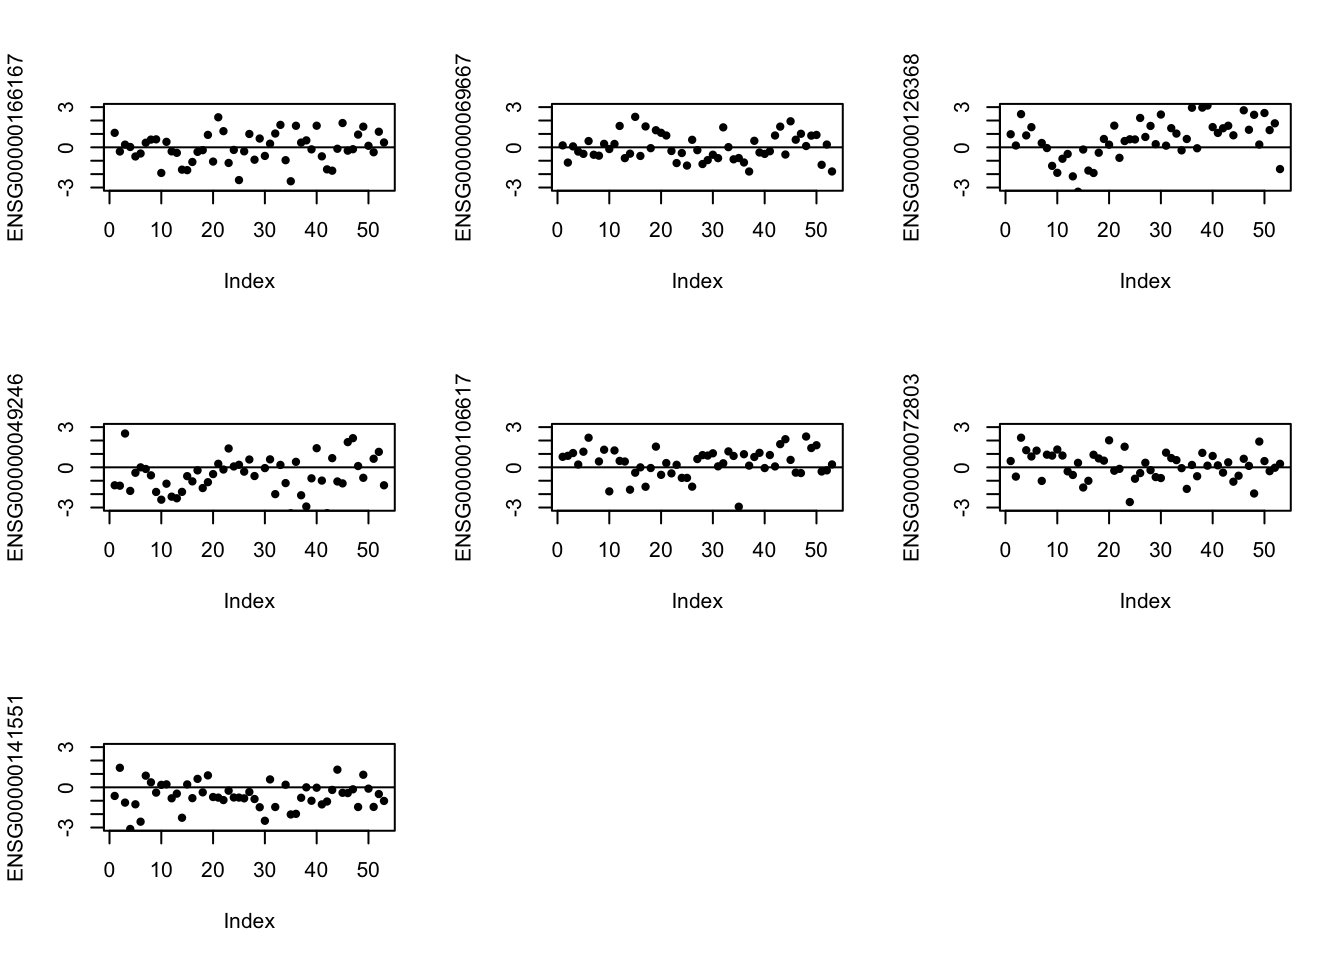 ENSG00000166167
3
0
-3
0 10 20 30 40 50
Index
ENSG00000069667
3
0
-3
0 10 20 30 40 50
Index
ENSG00000126368
3
0
-3
0 10 20 30 40 50
Index
ENSG00000049246
3
0
-3
0 10 20 30 40 50
Index
ENSG00000106617
3
0
-3
0 10 20 30 40 50
Index
ENSG00000072803
3
0
-3
0 10 20 30 40 50
Index
ENSG00000141551
3
0
-3
0 10 20 30 40 50
Index